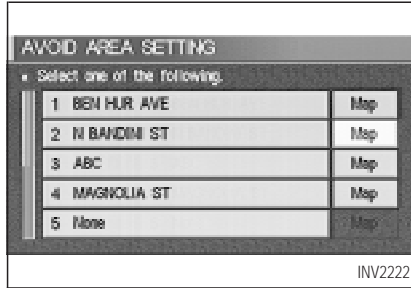 AVOID AREA SETTING
Select one of the following.
1 BEN HUR AVE Map
2 N BANDINI ST Map
3 ABC Map
4 MAGNOLIA ST Map
5 None Map
INV2222